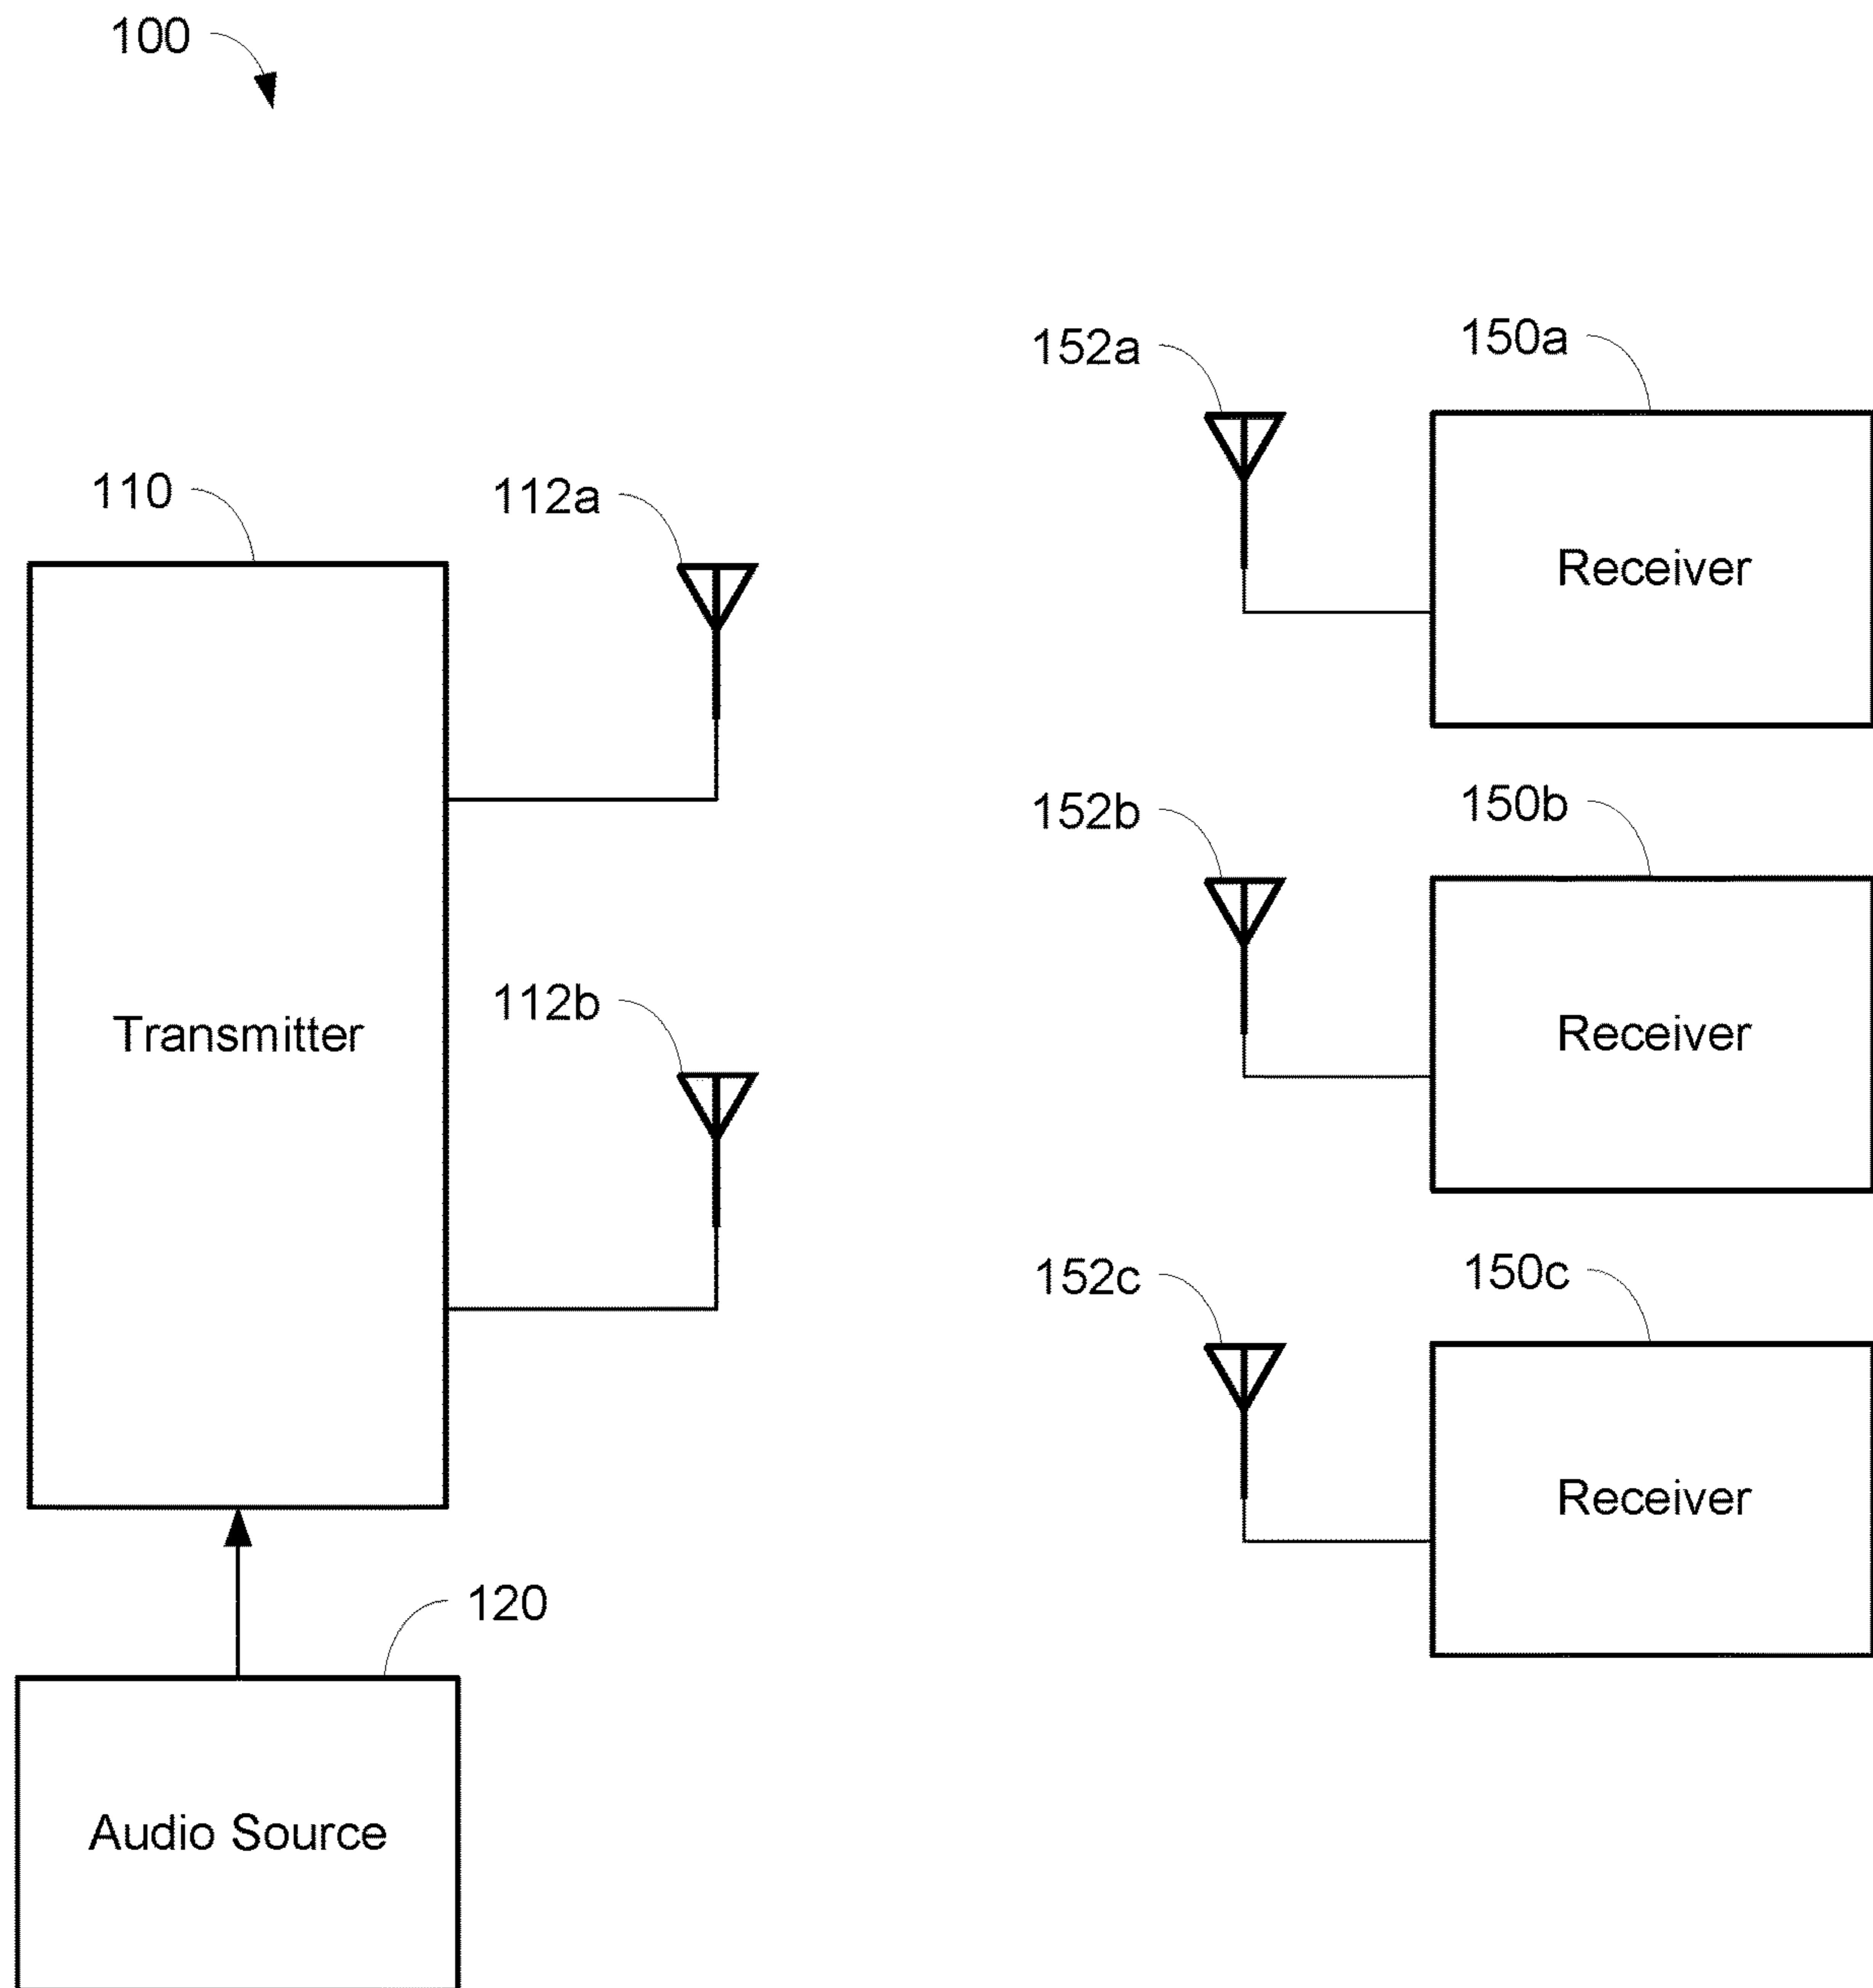 100
152a
150a
Receiver
110
112a
Transmitter
112b
152b
150b
Receiver
152c
150c
Receiver
120
Audio Source